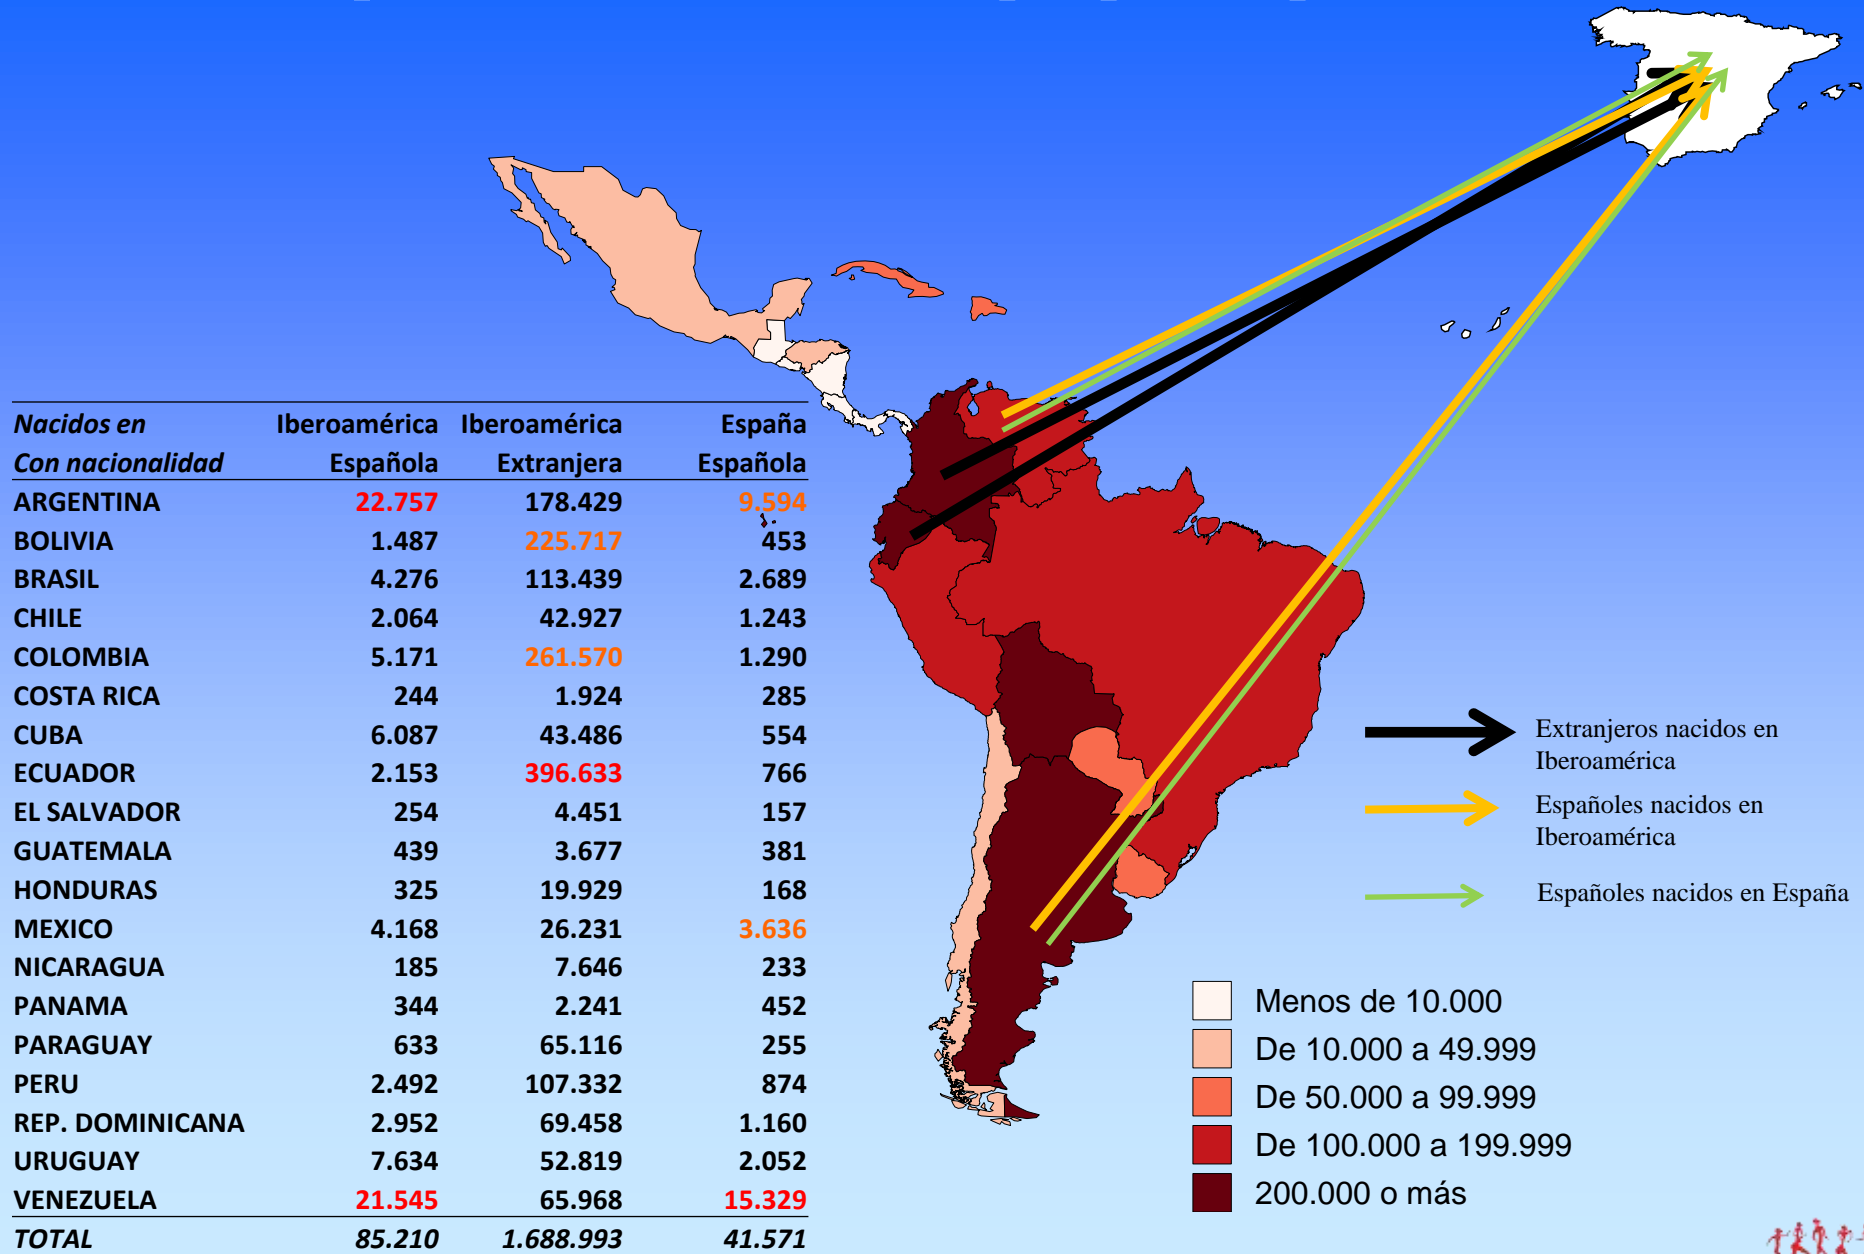 Nacidos en Iberoamérica Iberoamérica España
Con nacionalidad Española Extranjera Española
ARGENTINA 22.757 178.429 9.594
BOLIVIA 1.487 225.717 453
BRASIL 4.276 113.439 2.689
CHILE 2.064 42.927 1.243
COLOMBIA 5.171 261.570 1.290
COSTA RICA 244 1.924 285
CUBA 6.087 43.486 554
ECUADOR 2.153 396.633 766
EL SALVADOR 254 4.451 157
GUATEMALA 439 3.677 381
HONDURAS 325 19.929 168
MEXICO 4.168 26.231 3.636
NICARAGUA 185 7.646 233
PANAMA 344 2.241 452
PARAGUAY 633 65.116 255
PERU 2.492 107.332 874
REP. DOMINICANA 2.952 69.458 1.160
URUGUAY 7.634 52.819 2.052
VENEZUELA 21.545 65.968 15.329
TOTAL 85.210 1.688.993 41.571
Extranjeros nacidos en
Iberoamérica
Españoles nacidos en
Iberoamérica
Españoles nacidos en España
Menos de 10.000
De 10.000 a 49.999
De 50.000 a 99.999
De 100.000 a 199.999
200.000 o más